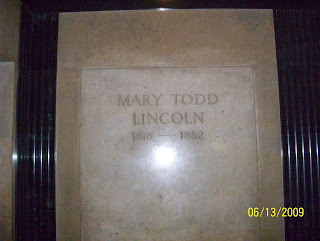 MARY TODD
LINCOLN
1818 — 1882
06/13/2009